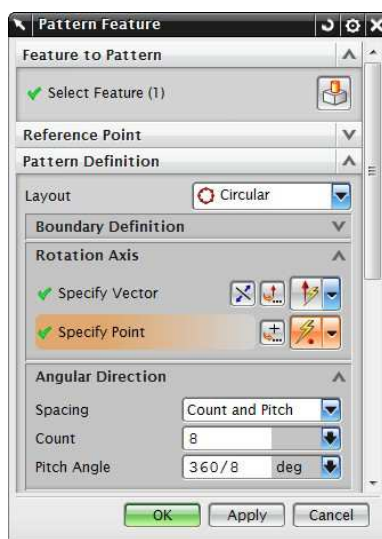 Pattern Feature
Feature to Pattern
Select Feature (1)
Reference Point
Pattern Definition
Layout Circular
Boundary Definition
Rotation Axis
Specify Vector
Specify Point
Angular Direction
Spacing Count and Pitch
Count 8
Pitch Angle 360/8 deg
OK Apply Cancel